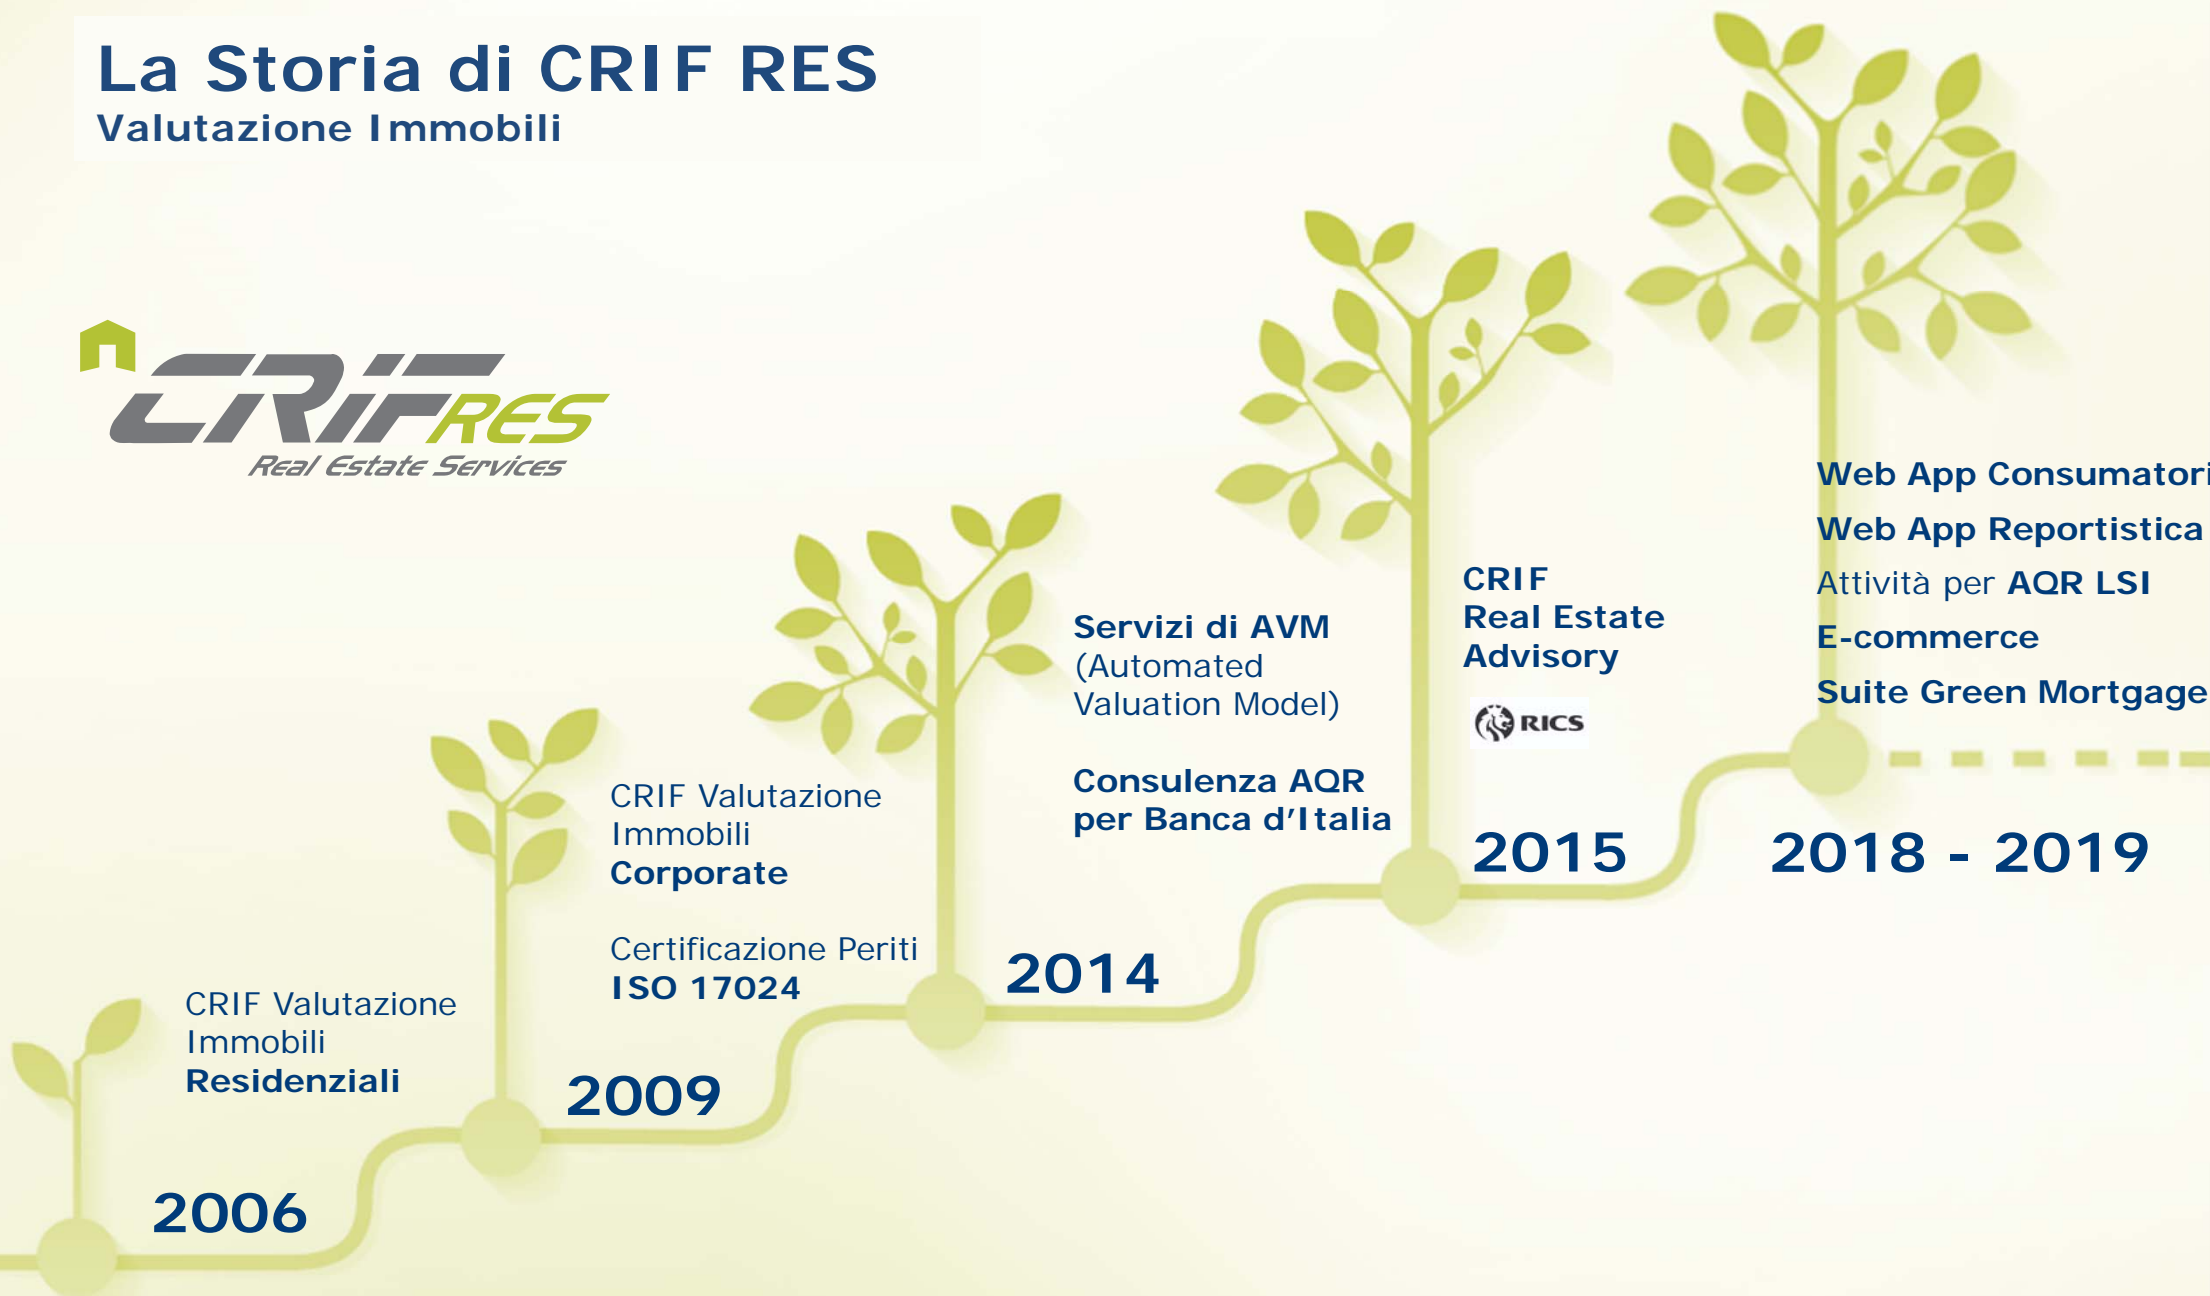 La Storia di CRIF RES
Valutazione Immobili
CRIF RES
Real Estate Services
CRIF Valutazione
Immobili
Residenziali
2006
CRIF Valutazione
Immobili
Corporate
Certificazione Periti
ISO 17024
2009
Servizi di AVM
(Automated
Valuation Model)
Consulenza AQR
per Banca d’Italia
2014
CRIF
Real Estate
Advisory
RICS
2015
Web App Consumatori
Web App Reportistica
Attività per AQR LSI
E-commerce
Suite Green Mortgage
2018 - 2019